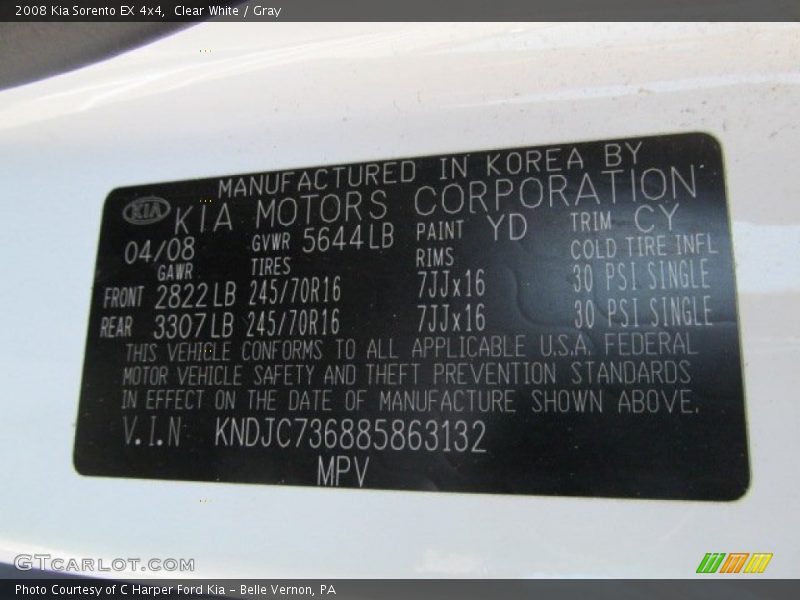 2008 Kia Sorento EX 4x4, Clear White / Gray
MANUFACTURED IN KOREA BY
KIA KIA MOTORS CORPORATION
04/08 GVWR 5644LB PAINT YD TRIM CY
GAWR TIRES RIMS COLD TIRE INFL
FRONT 2822LB 245/70R16 7JJx16 30 PSI SINGLE
REAR 3307LB 245/70R16 7JJx16 30 PSI SINGLE
THIS VEHICLE CONFORMS TO ALL APPLICABLE U.S.A. FEDERAL
MOTOR VEHICLE SAFETY AND THEFT PREVENTION STANDARDS
IN EFFECT ON THE DATE OF MANUFACTURE SHOWN ABOVE.
V.I.N KNDJC736885863132
MPV
GTCARLOT.COM
Photo Courtesy of C Harper Ford Kia - Belle Vernon, PA